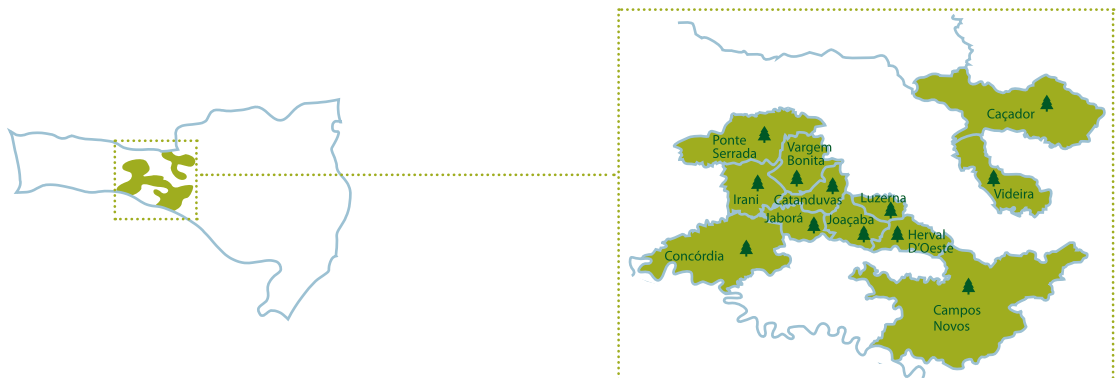 Caçador
Ponte
Serrada
Vargem
Bonita
Videira
Irani
Catanduvas
Luzerna
Jaborá
Joaçaba
Herval
D'Oeste
Concórdia
Campos
Novos